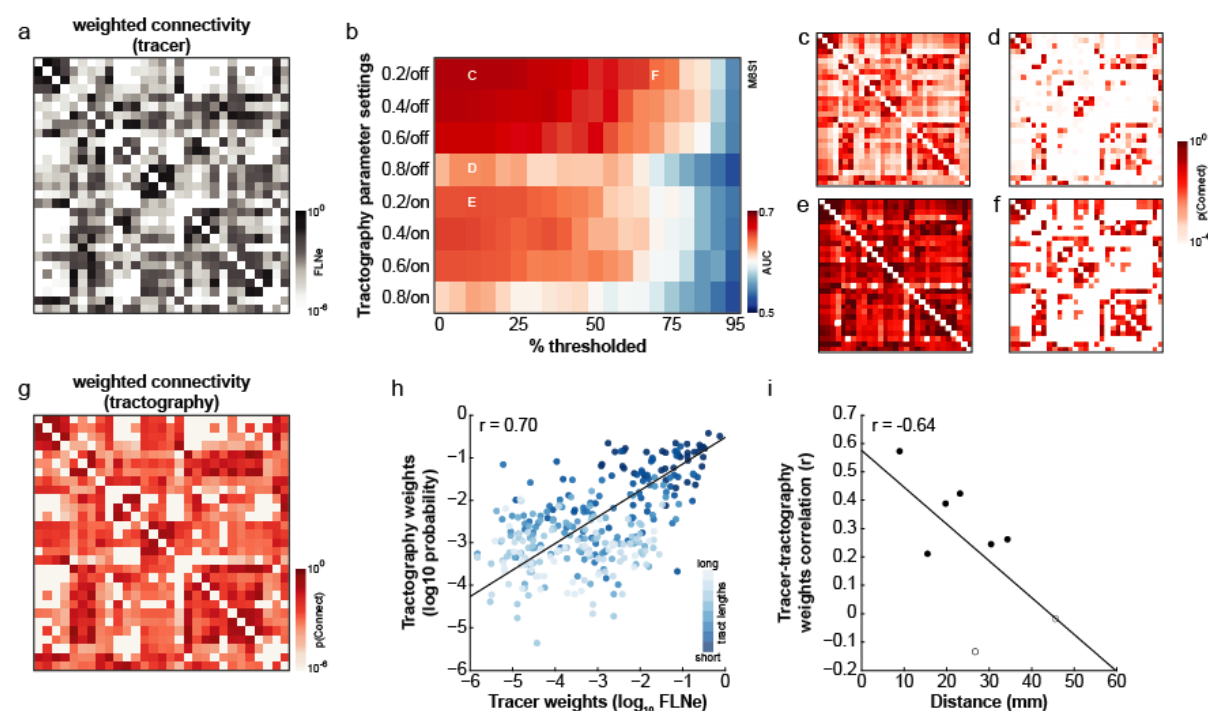 a
weighted connectivity
(tracer)
10⁰
FLNe
10⁻⁶
b
Tractography parameter settings
0.2/off
0.4/off
0.6/off
0.8/off
0.2/on
0.4/on
0.6/on
0.8/on
C
F
D
E
0
25
50
75
95
% thresholded
M8S1
0.7
AUC
0.5
c
d
e
f
10⁰
p(Connect)
10⁻⁶
g
weighted connectivity
(tractography)
10⁰
p(Connect)
10⁻⁶
h
r = 0.70
Tractography weights
(log10 probability)
0
−1
−2
−3
−4
−5
−6
−6
−5
−4
−3
−2
−1
0
Tracer weights (log₁₀ FLNe)
long
tract lengths
short
i
r = -0.64
Tracer-tractography
weights correlation (r)
0.7
0.6
0.5
0.4
0.3
0.2
0.1
0
−0.1
−0.2
0
10
20
30
40
50
60
Distance (mm)